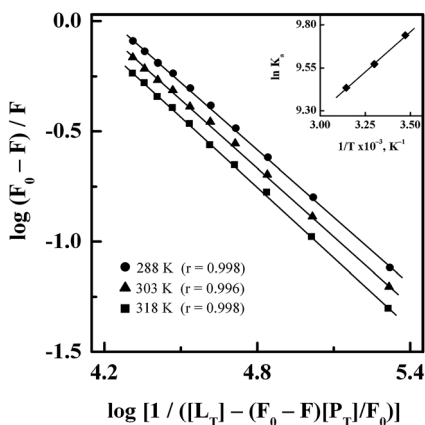 0.0
-0.5
-1.0
-1.5
log (F₀ – F) / F
4.2
4.8
5.4
log [1 / ([L_T] – (F₀ – F)[P_T]/F₀)]
288 K (r = 0.998)
303 K (r = 0.996)
318 K (r = 0.998)
9.80
9.55
9.30
ln Kₐ
3.00
3.25
3.50
1/T x10⁻³, K⁻¹